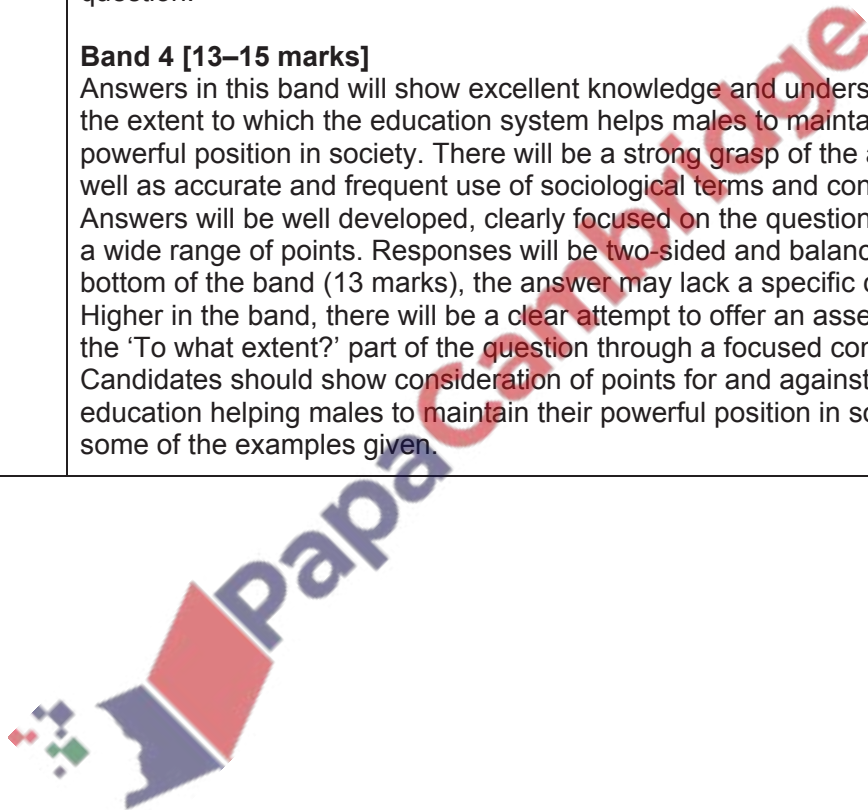 question.
Band 4 [13–15 marks]
Answers in this band will show excellent knowledge and unders
the extent to which the education system helps males to mainta
powerful position in society. There will be a strong grasp of the
well as accurate and frequent use of sociological terms and con
Answers will be well developed, clearly focused on the question
a wide range of points. Responses will be two-sided and balanc
bottom of the band (13 marks), the answer may lack a specific
Higher in the band, there will be a clear attempt to offer an asse
the ‘To what extent?’ part of the question through a focused con
Candidates should show consideration of points for and against
education helping males to maintain their powerful position in so
some of the examples given.
PapaCambridge